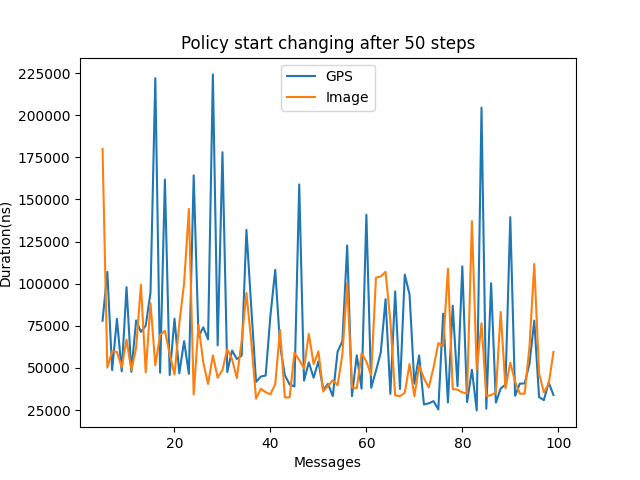 Policy start changing after 50 steps
GPS
Image
225000
200000
175000
150000
125000
100000
75000
50000
25000
Duration(ns)
20 40 60 80 100
Messages